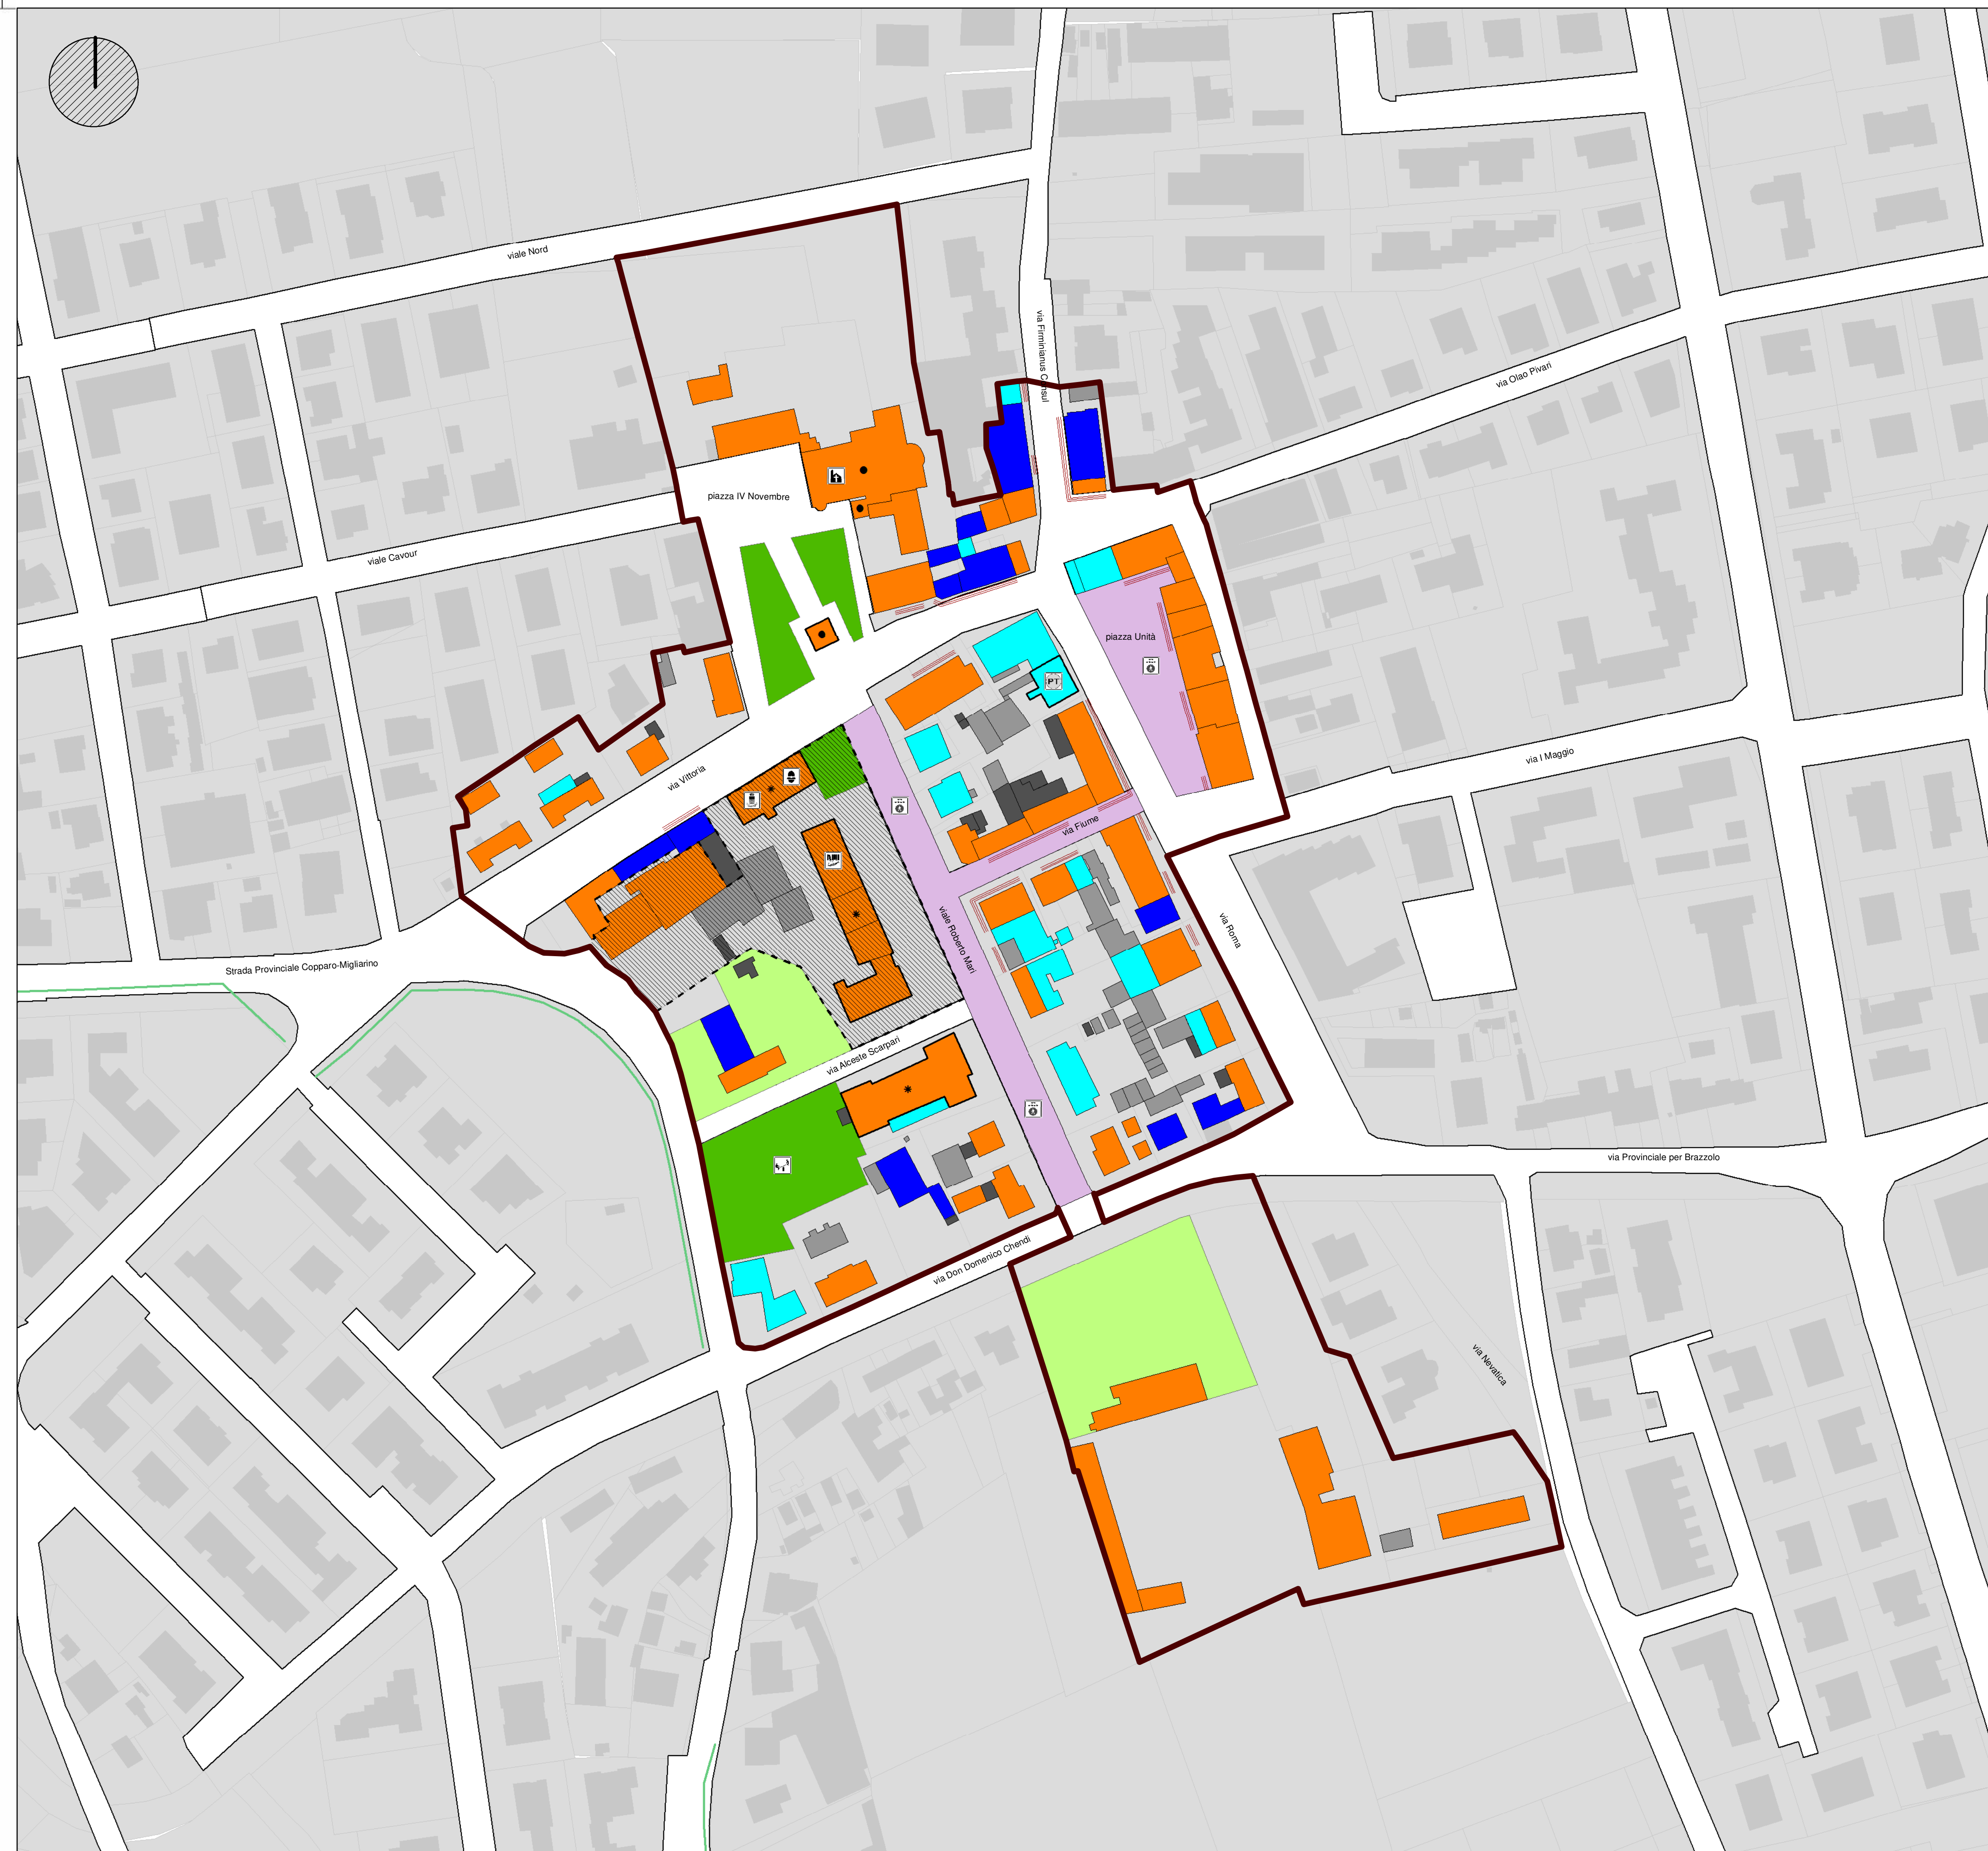 viale Nord
via Firminianus Consul
via Olao Pivari
piazza IV Novembre
viale Cavour
piazza Unità
PT
via I Maggio
via Vittoria
via Fiume
viale Roberto Mari
via Roma
Strada Provinciale Copparo-Migliarino
via Alceste Scarpari
via Provinciale per Brazzolo
via Don Domenico Chendi
via Nevatica